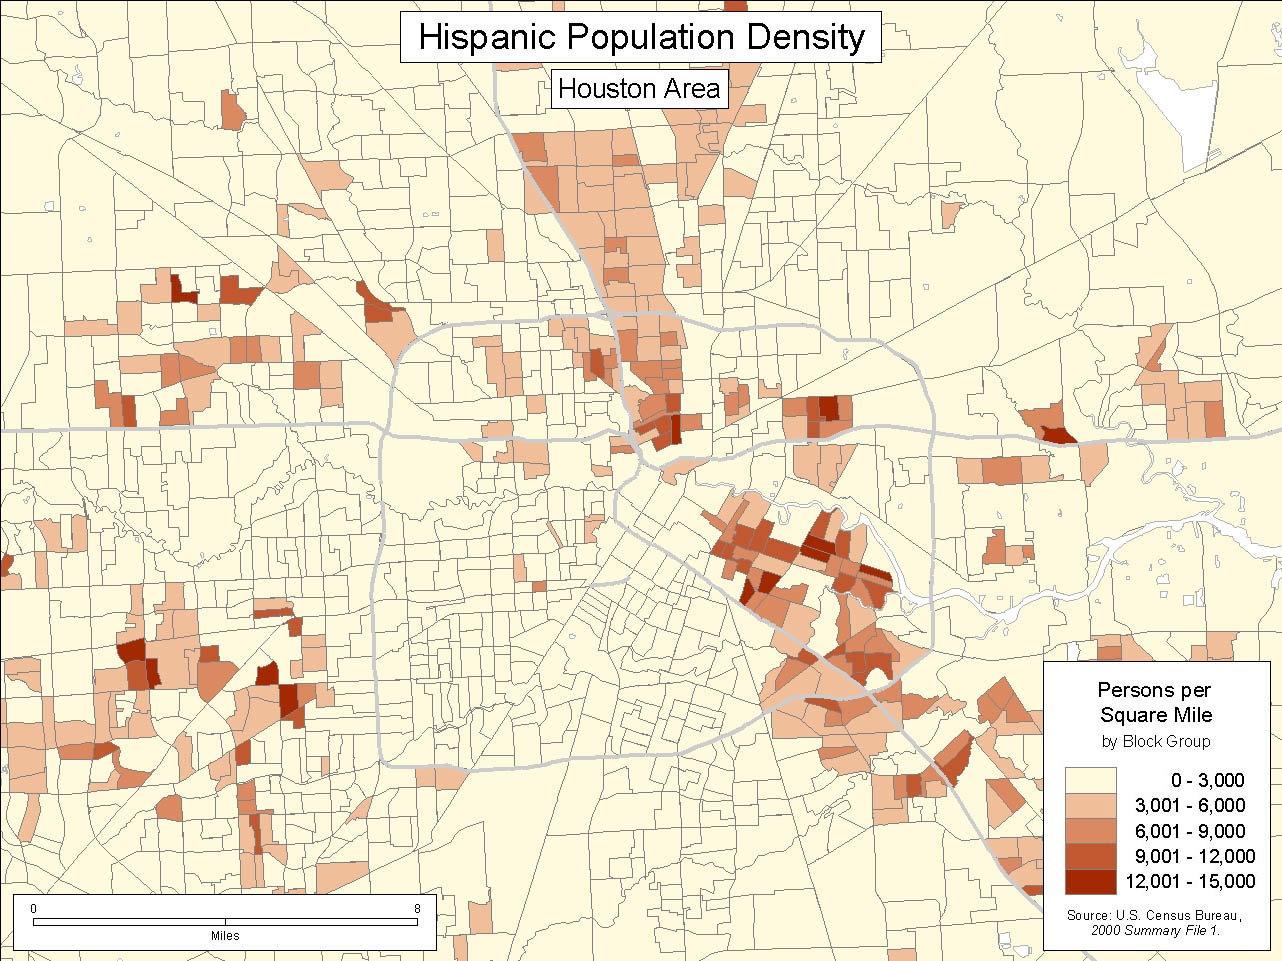 Hispanic Population Density
Houston Area
Persons per
Square Mile
by Block Group
0 - 3,000
3,001 - 6,000
6,001 - 9,000
9,001 - 12,000
12,001 - 15,000
Source: U.S. Census Bureau,
2000 Summary File 1.
0 8
Miles